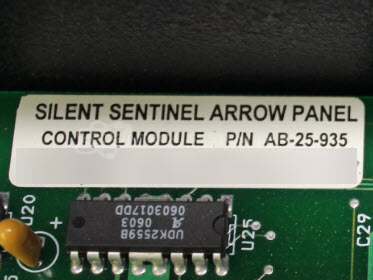 SILENT SENTINEL ARROW PANEL
CONTROL MODULE P/N AB-25-935
U20
+
UDK2559B
0603
0603017DD
U25
C29